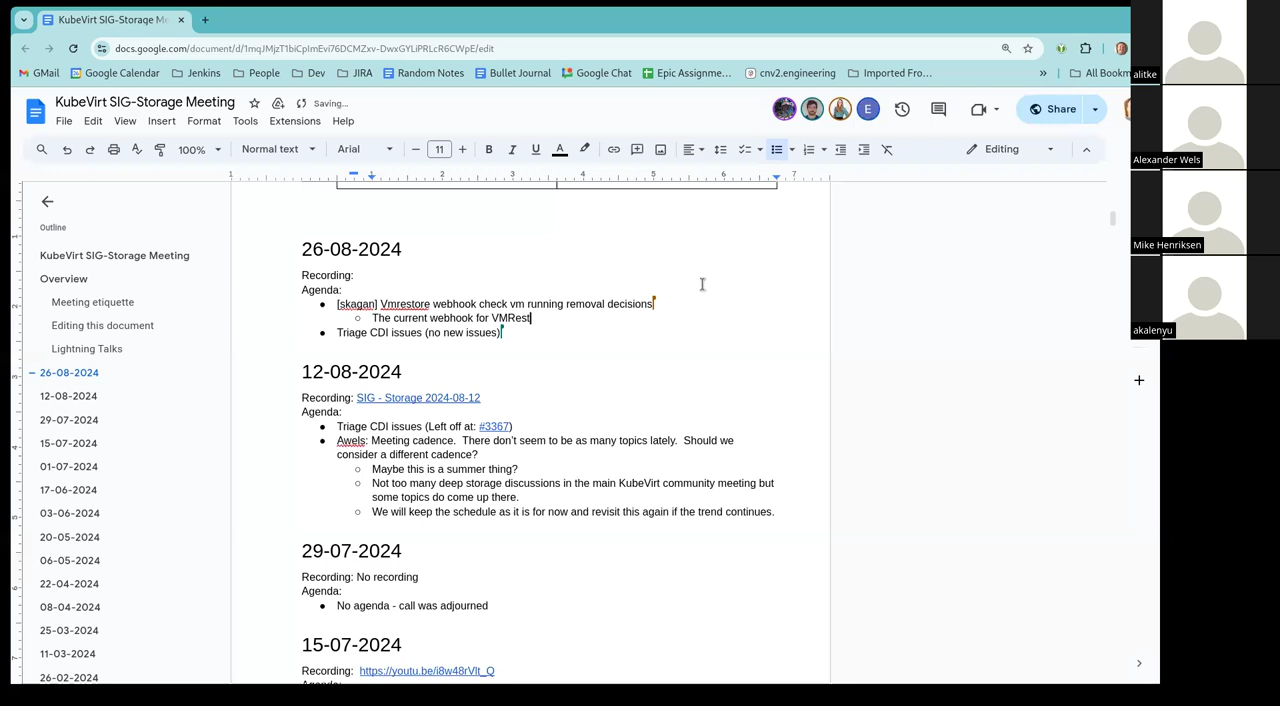 KubeVirt SIG-Storage Me
docs.google.com/document/d/1mqJMjzT1biCpImEvi76DCMZxv-DwxGYLiPRLcR6CWpE/edit
GMail Google Calendar Jenkins People Dev JIRA Random Notes Bullet Journal Google Chat Epic Assignme... cnv2.engineering Imported Fro... » All Bookm
KubeVirt SIG-Storage Meeting Saving...
E Share
File Edit View Insert Format Tools Extensions Help
100% Normal text Arial 11 B I U A Editing
1 1 2 3 4 5 6 7
Outline
KubeVirt SIG-Storage Meeting
Overview
Meeting etiquette
Editing this document
Lightning Talks
26-08-2024
12-08-2024
29-07-2024
15-07-2024
01-07-2024
17-06-2024
03-06-2024
20-05-2024
06-05-2024
22-04-2024
08-04-2024
25-03-2024
11-03-2024
26-02-2024
26-08-2024
Recording:
Agenda:
● [skagan] Vmrestore webhook check vm running removal decisions
○ The current webhook for VMRest
● Triage CDI issues (no new issues)
12-08-2024
Recording: SIG - Storage 2024-08-12
Agenda:
● Triage CDI issues (Left off at: #3367)
● Awels: Meeting cadence. There don't seem to be as many topics lately. Should we
consider a different cadence?
○ Maybe this is a summer thing?
○ Not too many deep storage discussions in the main KubeVirt community meeting but
some topics do come up there.
○ We will keep the schedule as it is for now and revisit this again if the trend continues.
29-07-2024
Recording: No recording
Agenda:
● No agenda - call was adjourned
15-07-2024
Recording: https://youtu.be/i8w48rVlt_Q
Agenda:
alitke
Alexander Wels
Mike Henriksen
akalenyu